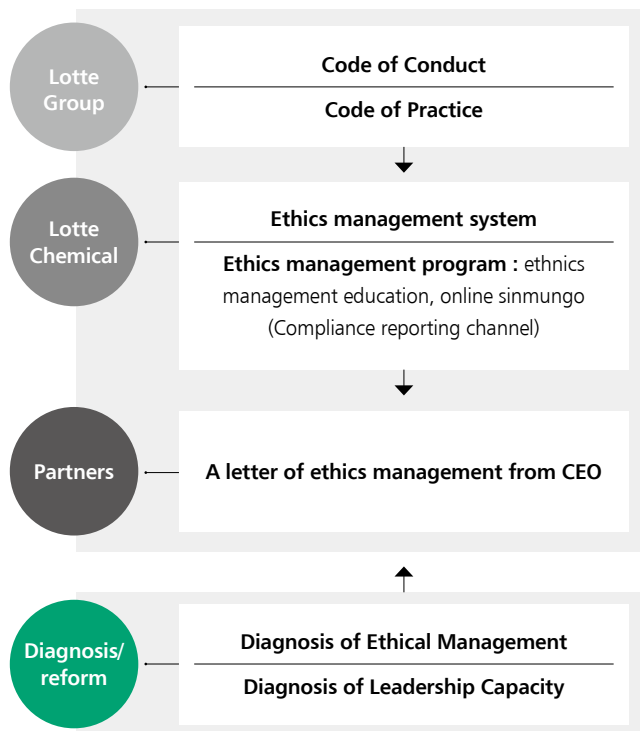 Lotte
Group
Code of Conduct
Code of Practice
Lotte
Chemical
Ethics management system
Ethics management program : ethnics
management education, online sinmungo
(Compliance reporting channel)
Partners
A letter of ethics management from CEO
Diagnosis/
reform
Diagnosis of Ethical Management
Diagnosis of Leadership Capacity